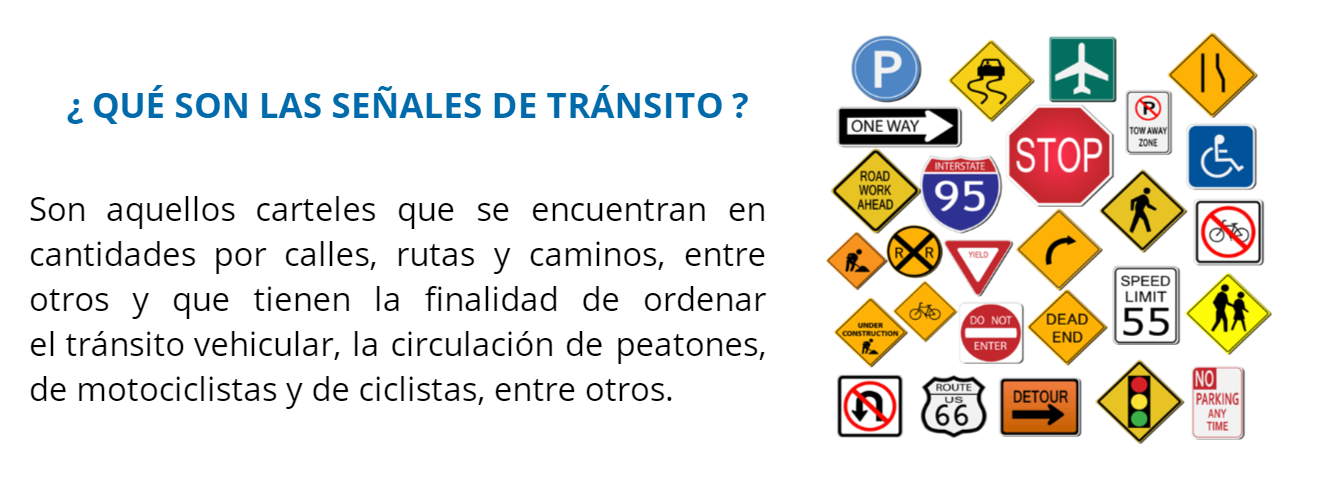 ¿ QUÉ SON LAS SEÑALES DE TRÁNSITO ?
Son aquellos carteles que se encuentran en
cantidades por calles, rutas y caminos, entre
otros y que tienen la finalidad de ordenar
el tránsito vehicular, la circulación de peatones,
de motociclistas y de ciclistas, entre otros.
P
ONE WAY
STOP
P
TOW AWAY
ZONE
ROAD
WORK
AHEAD
INTERSTATE
95
R R
YIELD
SPEED
LIMIT
55
UNDER
CONSTRUCTION
DO NOT
ENTER
DEAD
END
ROUTE
US
66
DETOUR
NO
PARKING
ANY
TIME